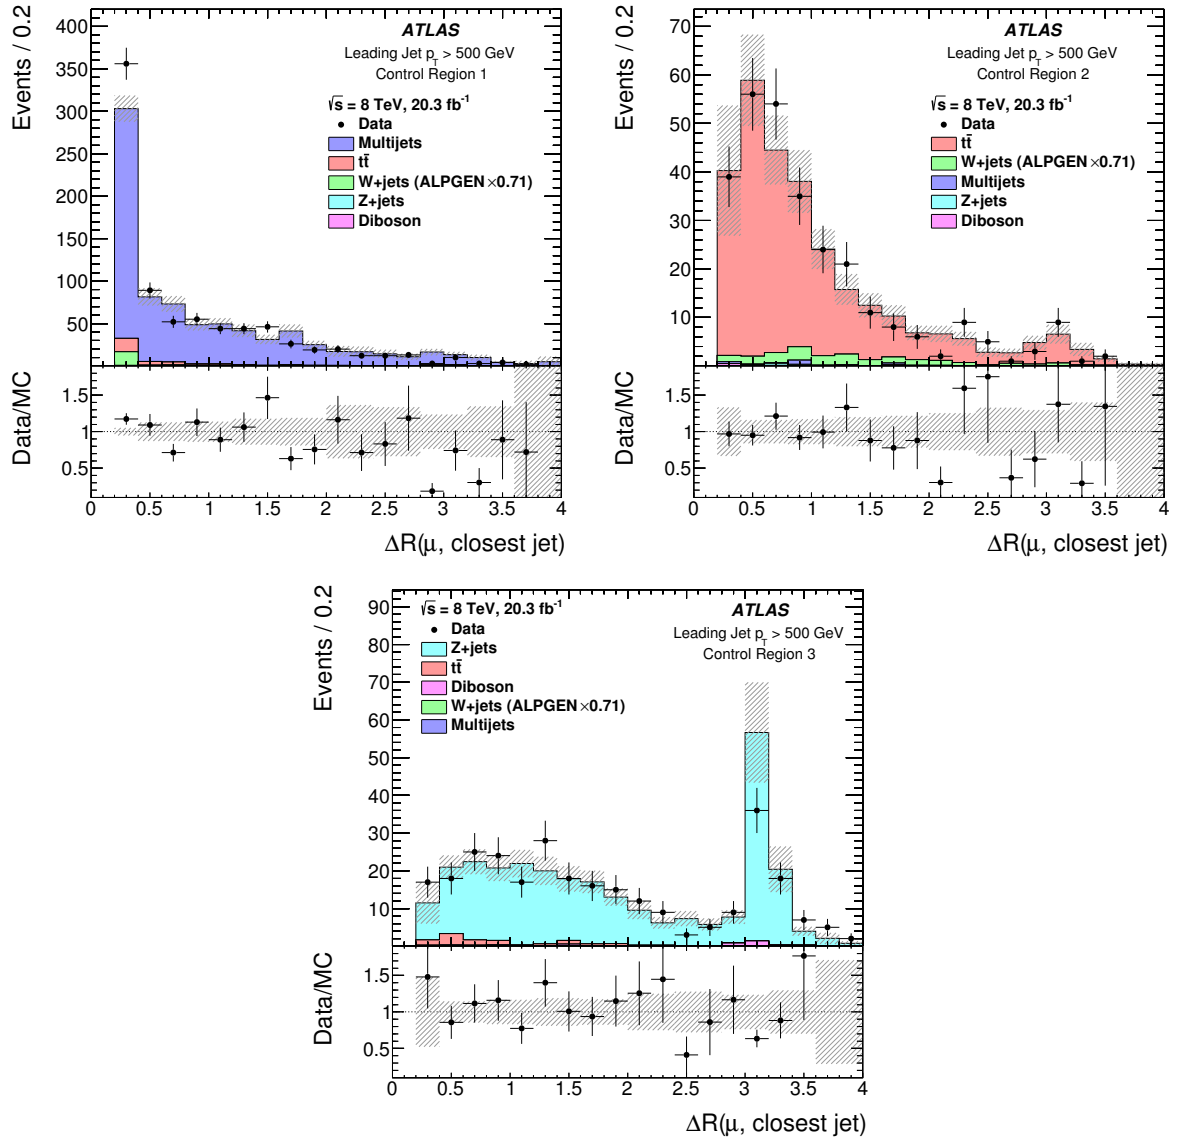 Events / 0.2
400
350
300
250
200
150
100
50
ATLAS
Leading Jet p_T > 500 GeV
Control Region 1
√s = 8 TeV, 20.3 fb⁻¹
Data
Multijets
tt̄
W+jets (ALPGEN×0.71)
Z+jets
Diboson
Data/MC
1.5
1
0.5
0 0.5 1 1.5 2 2.5 3 3.5 4
ΔR(μ, closest jet)
Events / 0.2
70
60
50
40
30
20
10
ATLAS
Leading Jet p_T > 500 GeV
Control Region 2
√s = 8 TeV, 20.3 fb⁻¹
Data
tt̄
W+jets (ALPGEN×0.71)
Multijets
Z+jets
Diboson
Data/MC
1.5
1
0.5
0 0.5 1 1.5 2 2.5 3 3.5 4
ΔR(μ, closest jet)
Events / 0.2
90
80
70
60
50
40
30
20
10
√s = 8 TeV, 20.3 fb⁻¹
Data
Z+jets
tt̄
Diboson
W+jets (ALPGEN×0.71)
Multijets
ATLAS
Leading Jet p_T > 500 GeV
Control Region 3
Data/MC
1.5
1
0.5
0 0.5 1 1.5 2 2.5 3 3.5 4
ΔR(μ, closest jet)